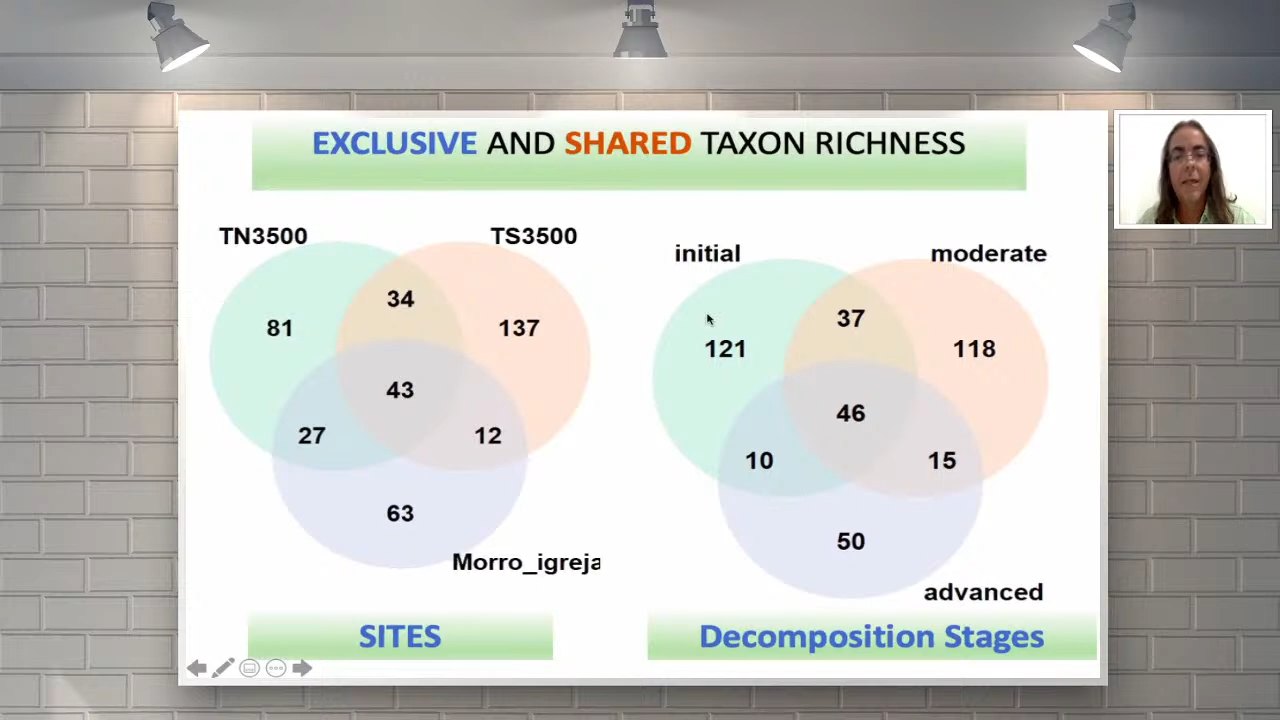 EXCLUSIVE AND SHARED TAXON RICHNESS
TN3500
TS3500
34
81
137
43
27
12
63
Morro_igreja
SITES
initial
moderate
37
121
118
46
10
15
50
advanced
Decomposition Stages